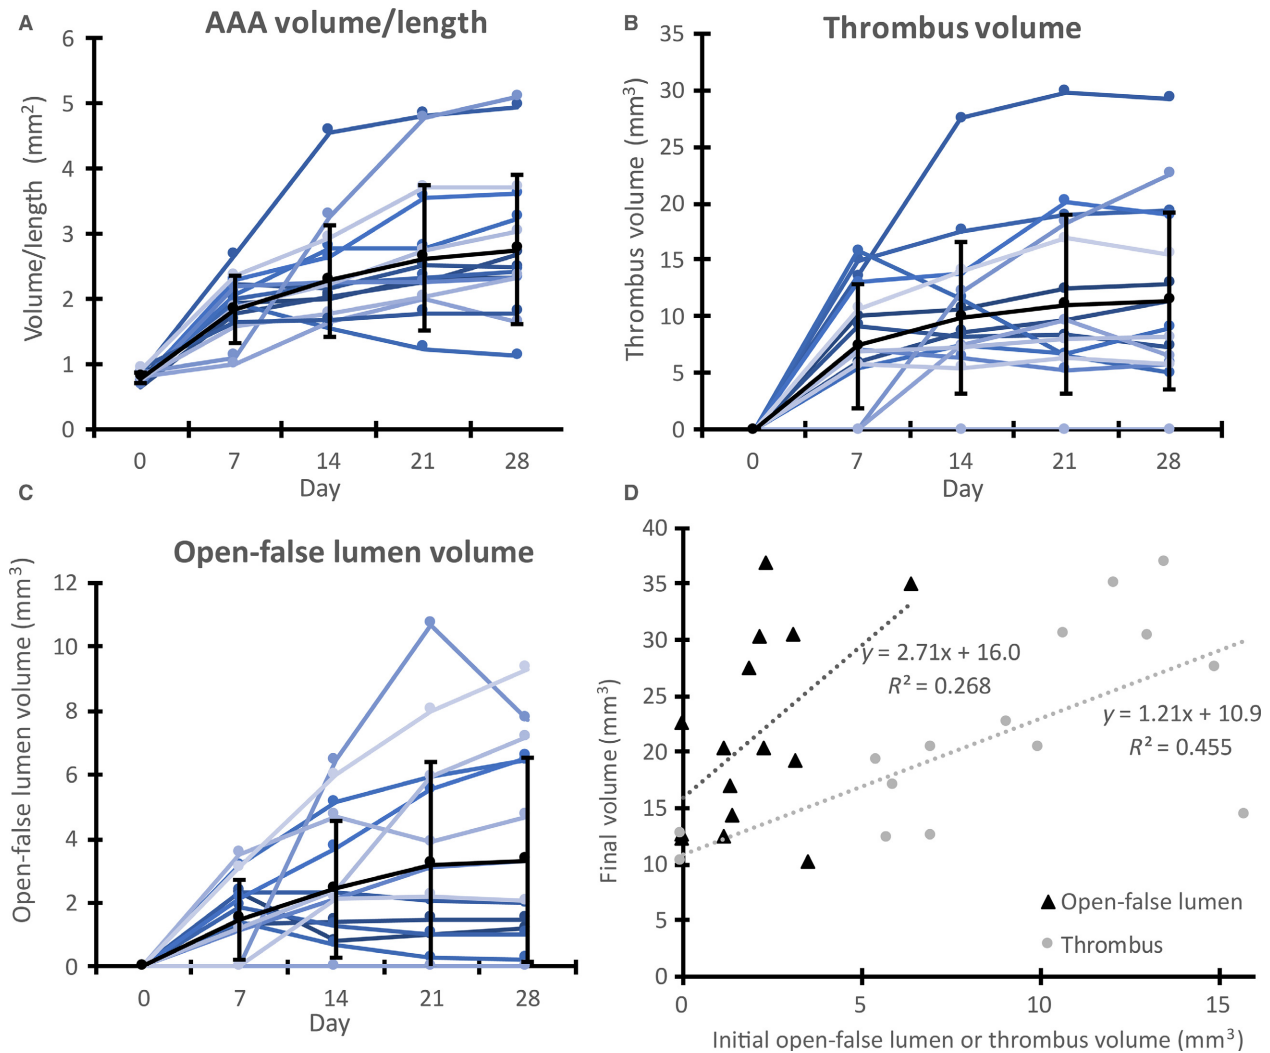 A
AAA volume/length
Volume/length (mm²)
6
5
4
3
2
1
0
0 7 14 21 28
Day
B
Thrombus volume
Thrombus volume (mm³)
35
30
25
20
15
10
5
0
0 7 14 21 28
Day
C
Open-false lumen volume
Open-false lumen volume (mm³)
12
10
8
6
4
2
0
0 7 14 21 28
Day
D
Final volume (mm³)
40
35
30
25
20
15
10
5
0
y = 2.71x + 16.0
R² = 0.268
y = 1.21x + 10.9
R² = 0.455
Open-false lumen
Thrombus
0 5 10 15
Initial open-false lumen or thrombus volume (mm³)